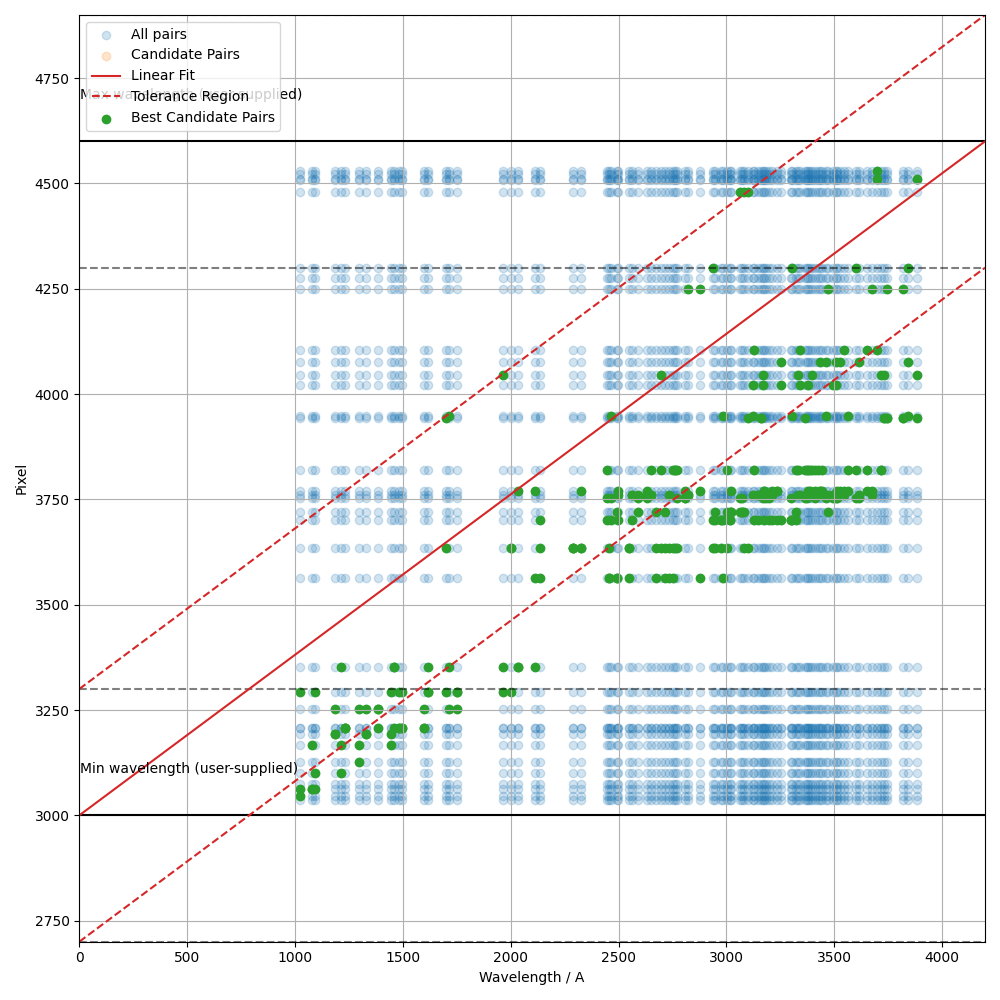 All pairs
Candidate Pairs
Linear Fit
Max wavelength (user-supplied)
Tolerance Region
Best Candidate Pairs
4750
4500
4250
4000
3750
3500
3250
Min wavelength (user-supplied)
3000
2750
0 500 1000 1500 2000 2500 3000 3500 4000
Wavelength / A
Pixel